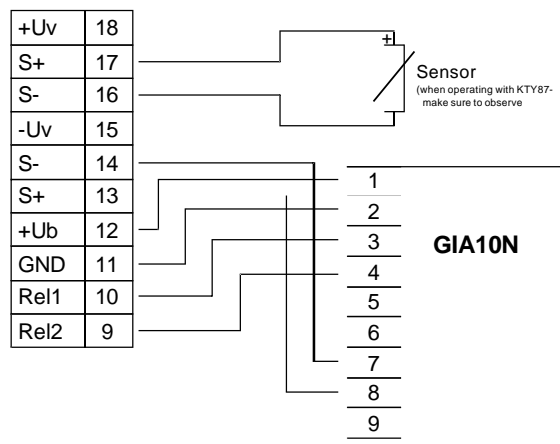 +Uv 18
S+ 17
S- 16
-Uv 15
S- 14
S+ 13
+Ub 12
GND 11
Rel1 10
Rel2 9
+
Sensor
(when operating with KTY87-
make sure to observe
1
2
3
4
5
6
7
8
9
GIA10N